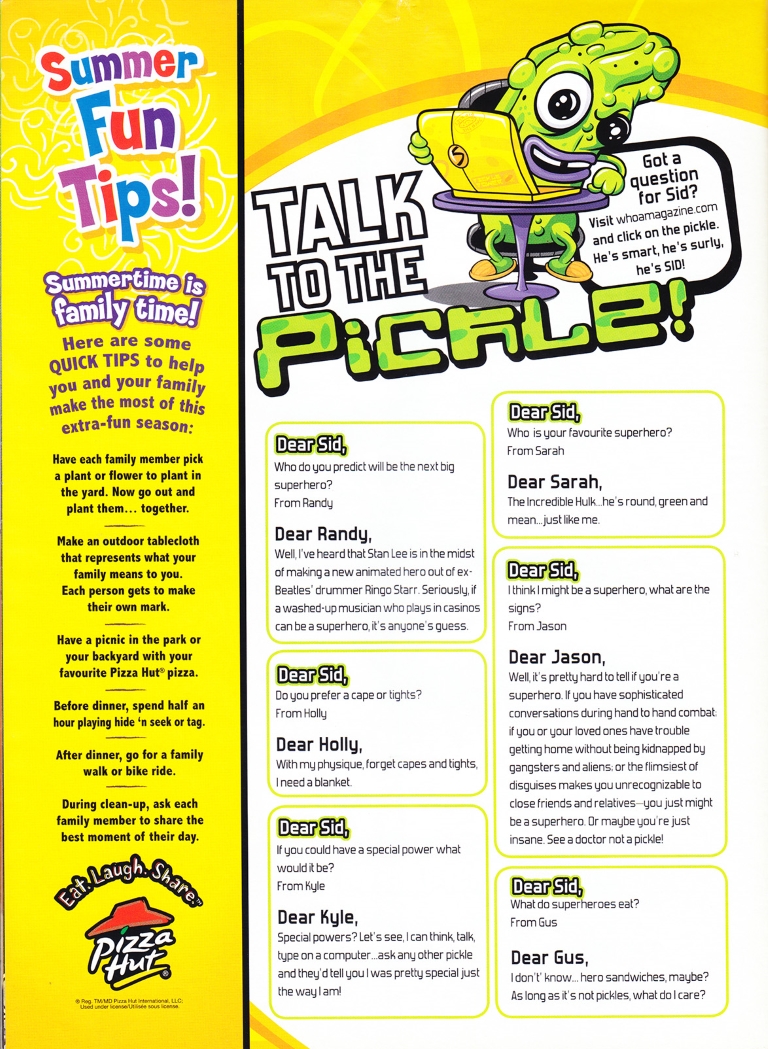 Summer
Fun
Tips!
Summertime is
family time!
Here are some
QUICK TIPS to help
you and your family
make the most of this
extra-fun season:
Have each family member pick
a plant or flower to plant in
the yard. Now go out and
plant them... together.
Make an outdoor tablecloth
that represents what your
family means to you.
Each person gets to make
their own mark.
Have a picnic in the park or
your backyard with your
favourite Pizza Hut® pizza.
Before dinner, spend half an
hour playing hide 'n seek or tag.
After dinner, go for a family
walk or bike ride.
During clean-up, ask each
family member to share the
best moment of their day.
Eat. Laugh. Share.™
Pizza
Hut®
® Reg. TM/MD Pizza Hut International, LLC;
Used under license/Utilisée sous license.
TALK
TO THE
PiCKLE!
Got a
question
for Sid?
Visit whoamagazine.com
and click on the pickle.
He's smart, he's surly,
he's SID!
Dear Sid,
Who do you predict will be the next big
superhero?
From Randy
Dear Randy,
Well, I've heard that Stan Lee is in the midst
of making a new animated hero out of ex-
Beatles' drummer Ringo Starr. Seriously, if
a washed-up musician who plays in casinos
can be a superhero, it's anyone's guess.
Dear Sid,
Do you prefer a cape or tights?
From Holly
Dear Holly,
With my physique, forget capes and tights,
I need a blanket.
Dear Sid,
If you could have a special power what
would it be?
From Kyle
Dear Kyle,
Special powers? Let's see, I can think, talk,
type on a computer...ask any other pickle
and they'd tell you I was pretty special just
the way I am!
Dear Sid,
Who is your favourite superhero?
From Sarah
Dear Sarah,
The Incredible Hulk...he's round, green and
mean...just like me.
Dear Sid,
I think I might be a superhero, what are the
signs?
From Jason
Dear Jason,
Well, it's pretty hard to tell if you're a
superhero. If you have sophisticated
conversations during hand to hand combat;
if you or your loved ones have trouble
getting home without being kidnapped by
gangsters and aliens; or the flimsiest of
disguises makes you unrecognizable to
close friends and relatives—you just might
be a superhero. Or maybe you're just
insane. See a doctor not a pickle!
Dear Sid,
What do superheroes eat?
From Gus
Dear Gus,
I don't' know... hero sandwiches, maybe?
As long as it's not pickles, what do I care?